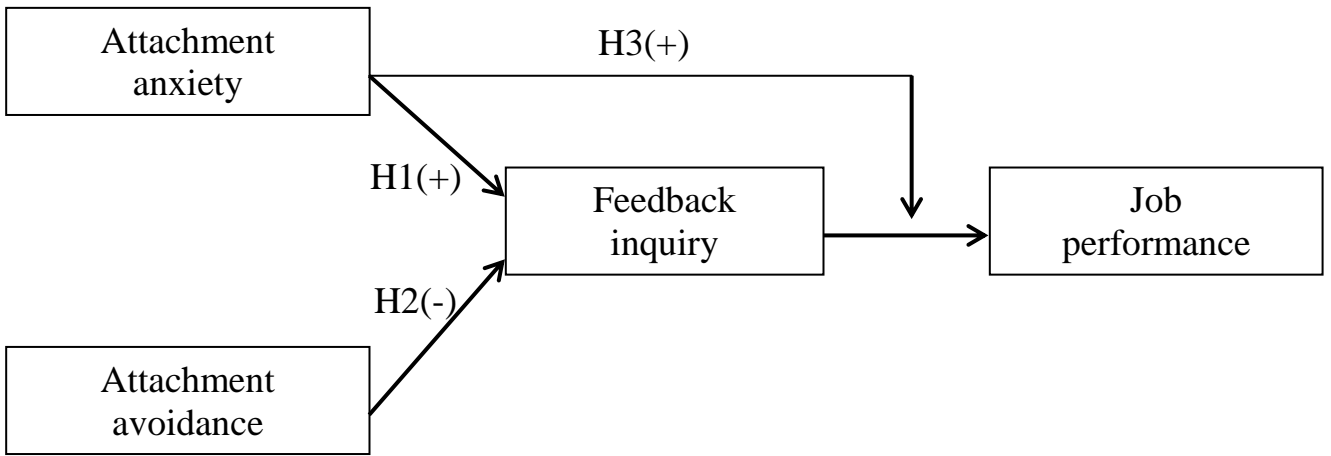 Attachment
anxiety
H3(+)
H1(+)
Feedback
inquiry
Job
performance
H2(-)
Attachment
avoidance